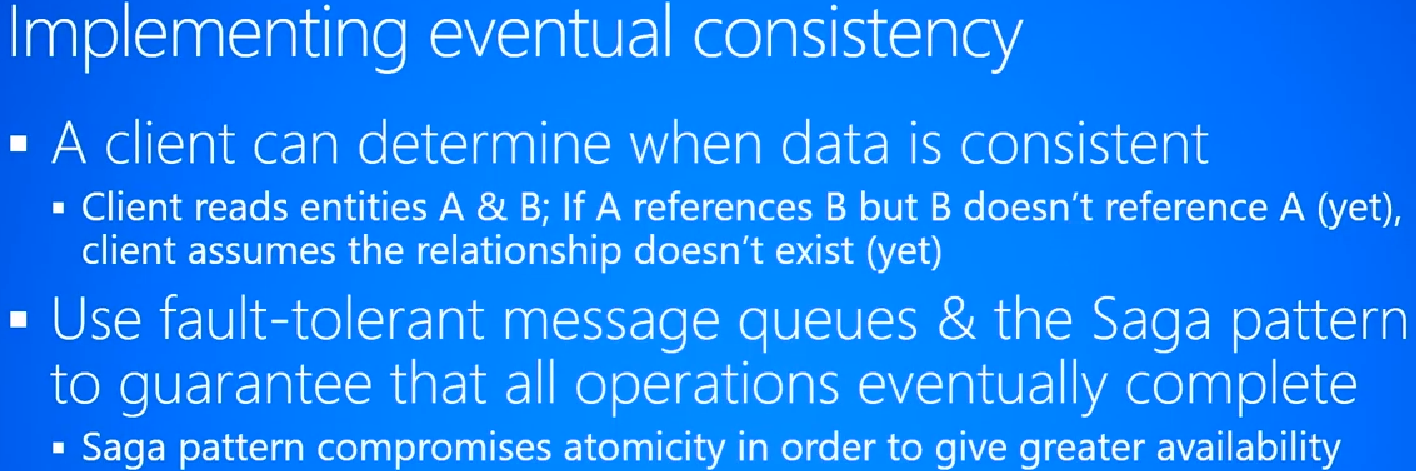 Implementing eventual consistency
▪ A client can determine when data is consistent
▪ Client reads entities A & B; If A references B but B doesn’t reference A (yet),
client assumes the relationship doesn’t exist (yet)
▪ Use fault-tolerant message queues & the Saga pattern
to guarantee that all operations eventually complete
▪ Saga pattern compromises atomicity in order to give greater availability